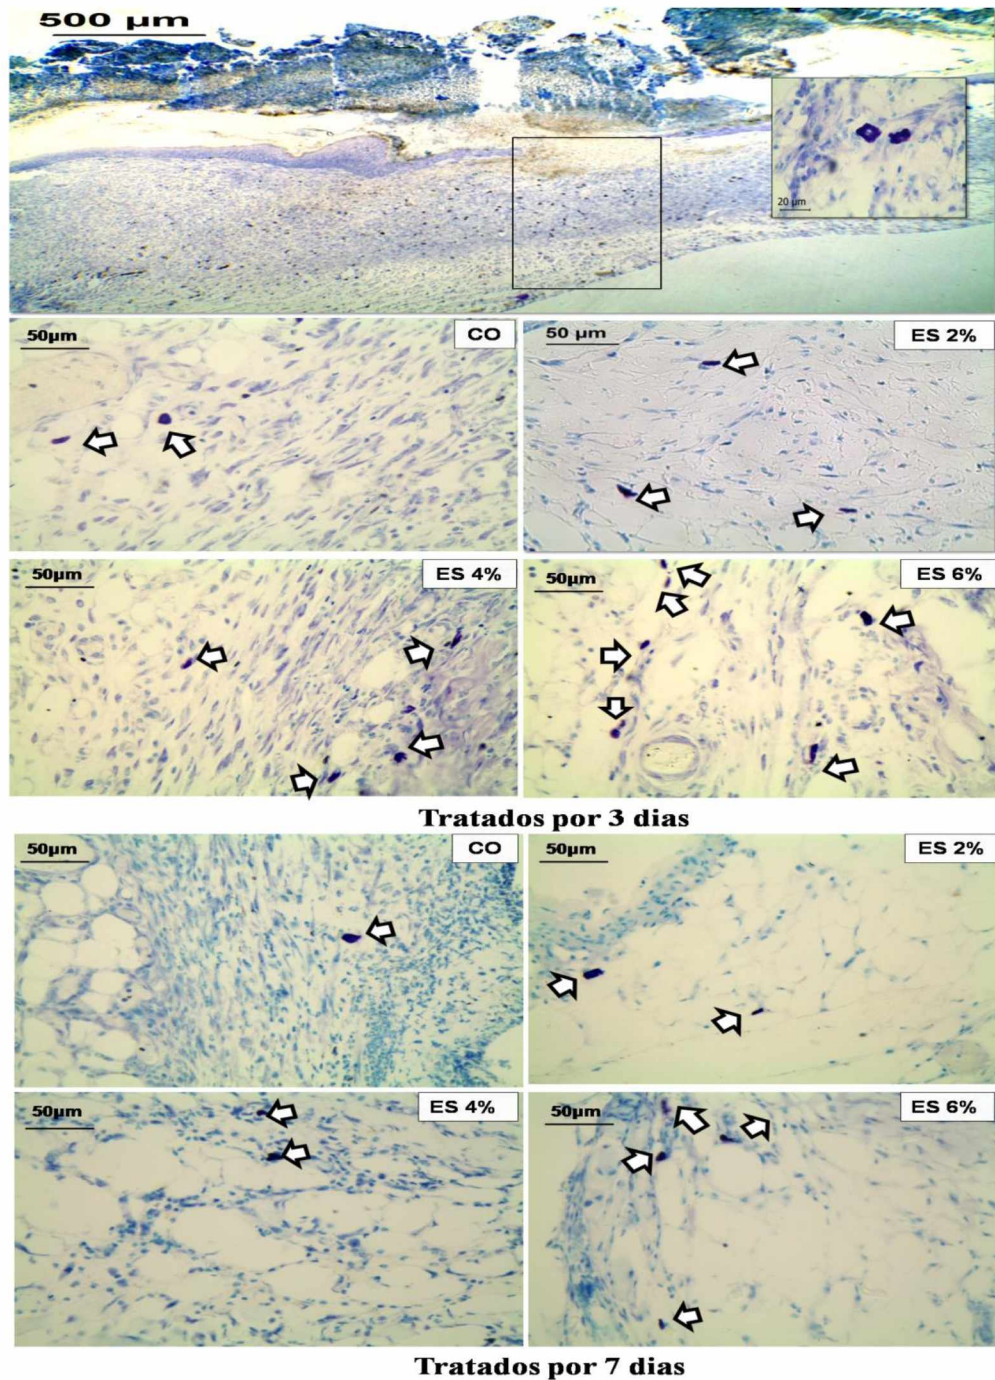 500 µm
20 µm
50µm
CO
50 µm
ES 2%
50µm
ES 4%
50µm
ES 6%
Tratados por 3 dias
50µm
CO
50µm
ES 2%
50µm
ES 4%
50µm
ES 6%
Tratados por 7 dias